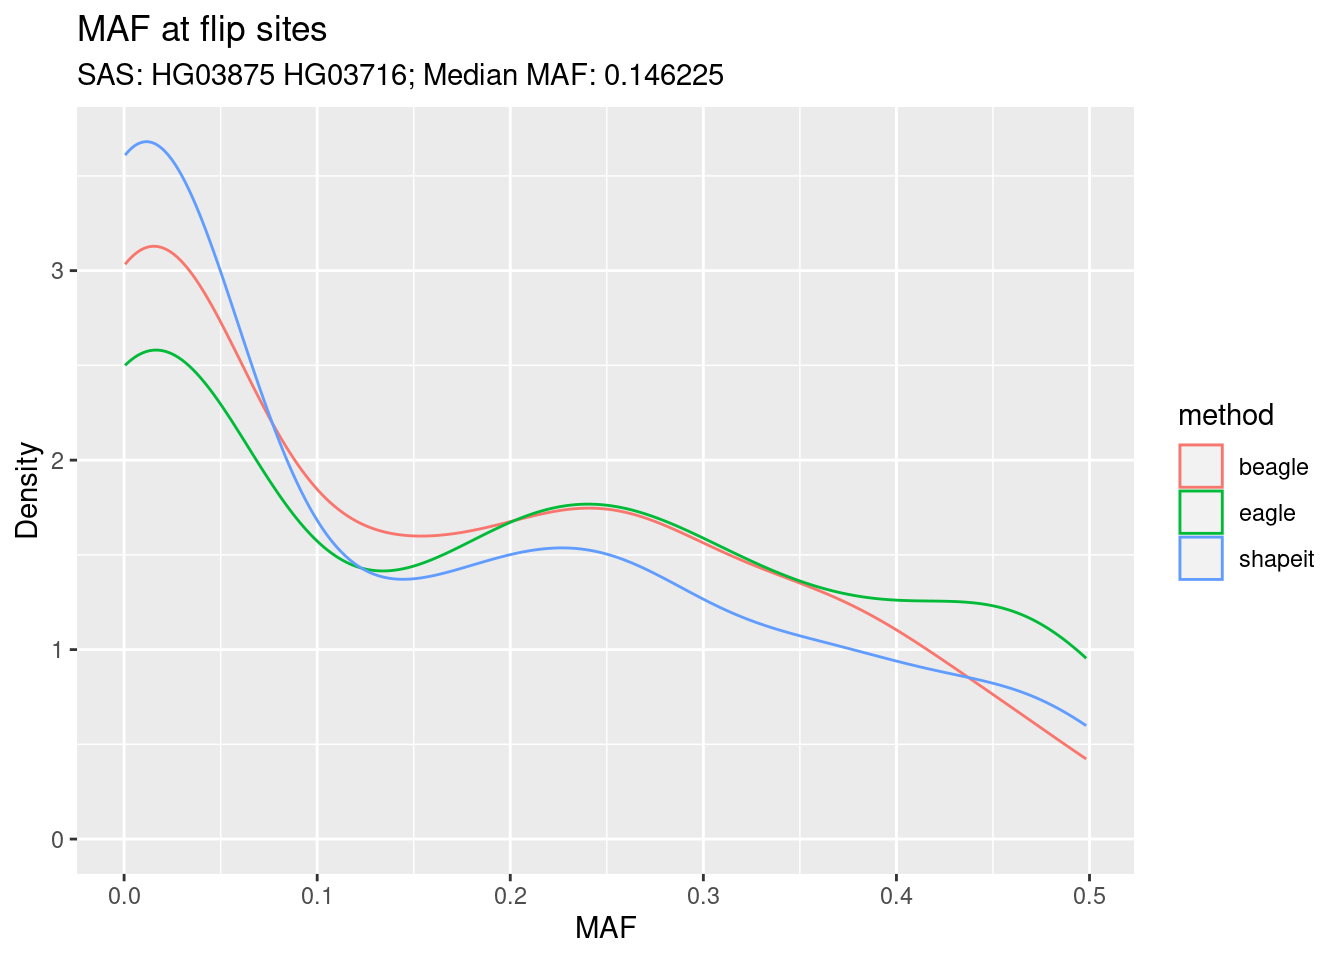 MAF at flip sites
SAS: HG03875 HG03716; Median MAF: 0.146225
Density
3
2
1
0
0.0 0.1 0.2 0.3 0.4 0.5
MAF
method
beagle
eagle
shapeit